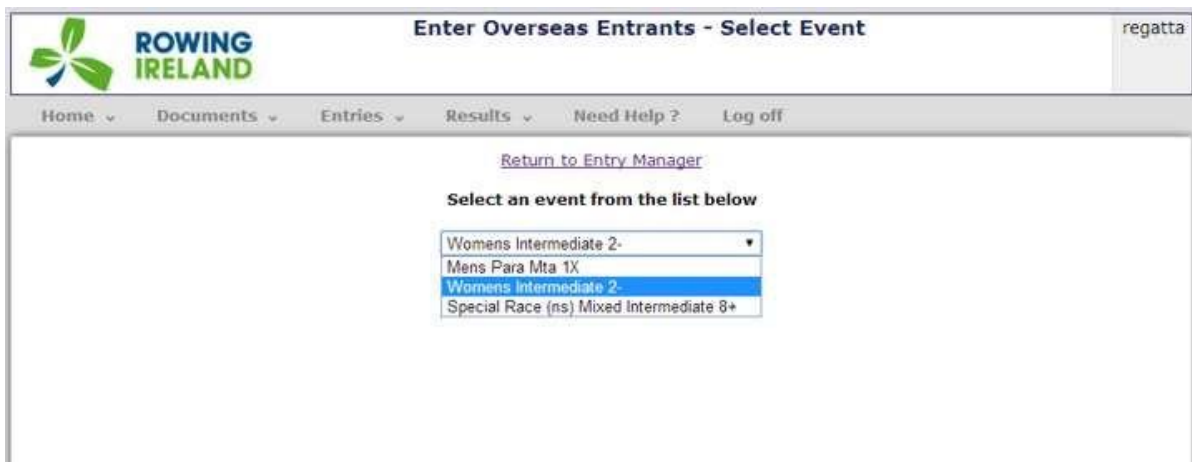 Enter Overseas Entrants - Select Event
regatta
ROWING
IRELAND
Home Documents Entries Results Need Help ? Log off
Return to Entry Manager
Select an event from the list below
Womens Intermediate 2-
Mens Para Mta 1X
Womens Intermediate 2-
Special Race (ns) Mixed Intermediate 8+